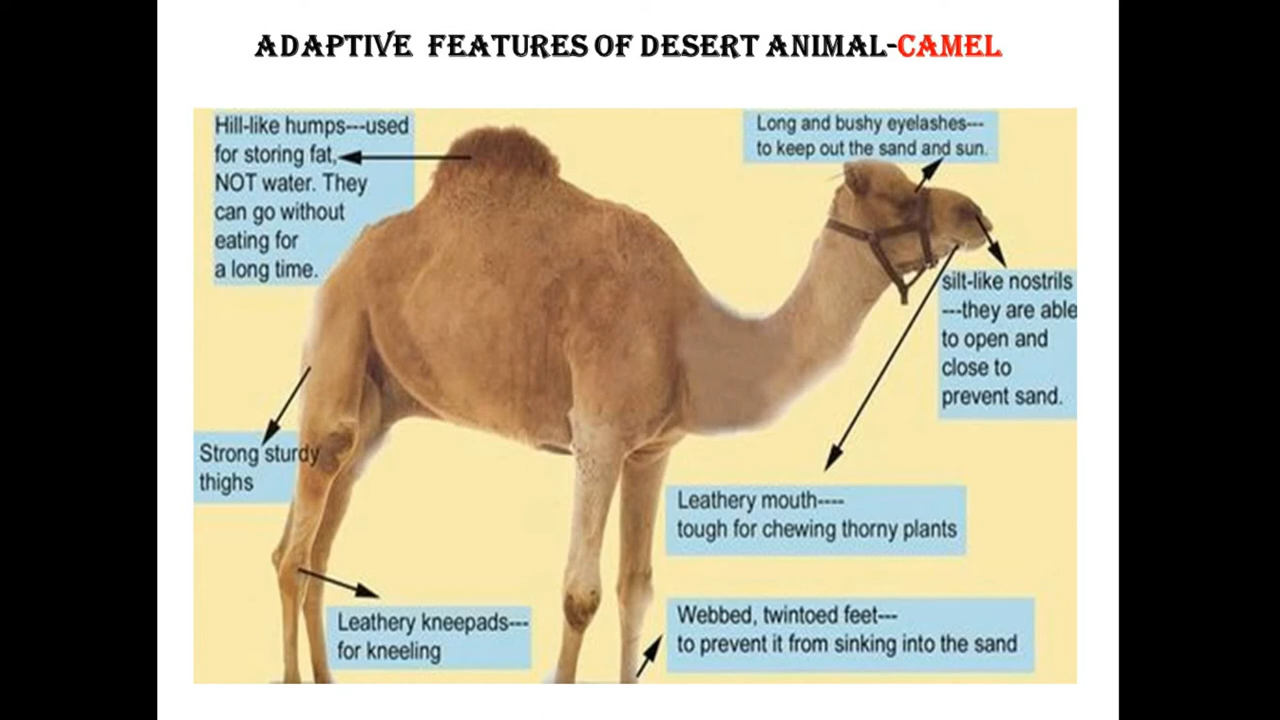 ADAPTIVE FEATURES OF DESERT ANIMAL-CAMEL
Hill-like humps---used
for storing fat,
NOT water. They
can go without
eating for
a long time.
Long and bushy eyelashes---
to keep out the sand and sun.
silt-like nostrils
---they are able
to open and
close to
prevent sand.
Strong sturdy
thighs
Leathery mouth----
tough for chewing thorny plants
Leathery kneepads---
for kneeling
Webbed, twintoed feet---
to prevent it from sinking into the sand